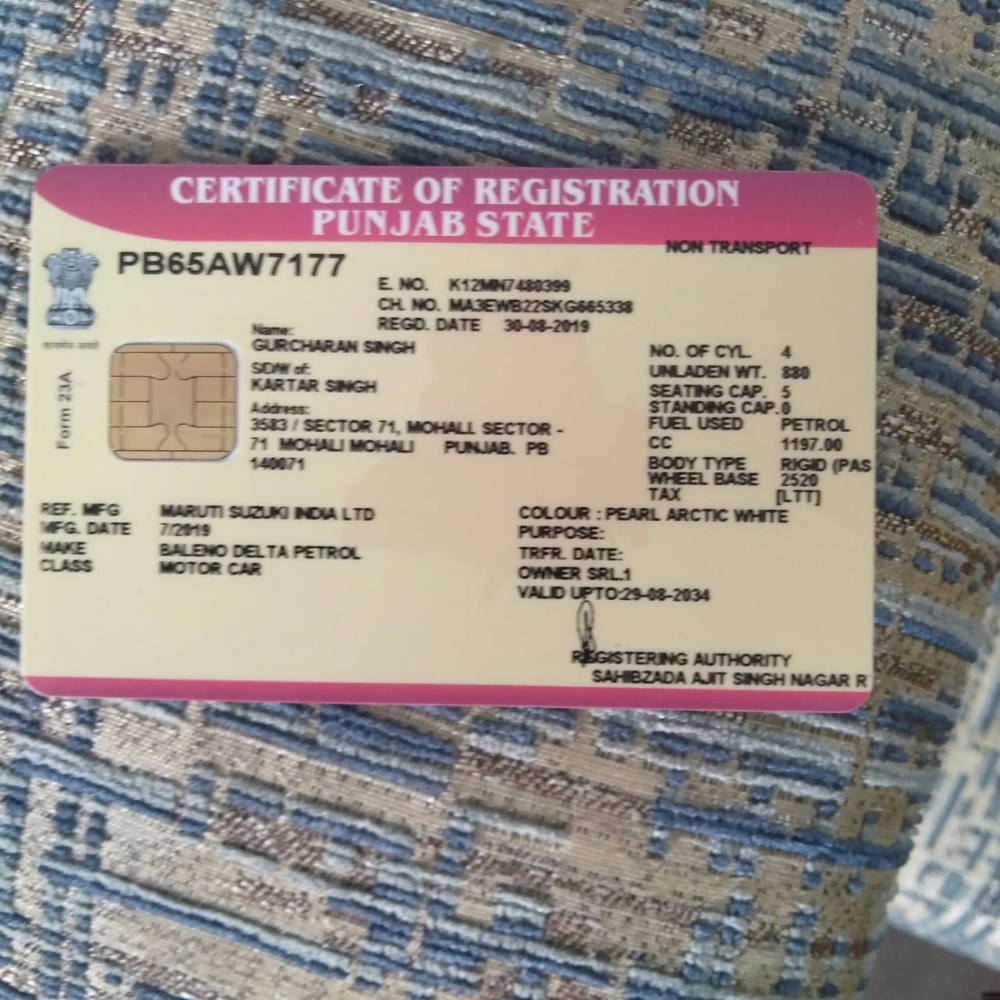 CERTIFICATE OF REGISTRATION
PUNJAB STATE
NON TRANSPORT
PB65AW7177
E. NO. K12MN7480399
CH. NO. MA3EWB22SKG665338
REGD. DATE 30-08-2019
सत्यमेव जयते
Form 23A
Name:
GURCHARAN SINGH
S/D/W of:
KARTAR SINGH
Address:
3583 / SECTOR 71, MOHALL SECTOR -
71 MOHALI MOHALI PUNJAB. PB
140071
NO. OF CYL. 4
UNLADEN WT. 880
SEATING CAP. 5
STANDING CAP.0
FUEL USED PETROL
CC 1197.00
BODY TYPE RIGID (PAS
WHEEL BASE 2520
TAX [LTT]
REF. MFG MARUTI SUZUKI INDIA LTD
MFG. DATE 7/2019
MAKE BALENO DELTA PETROL
CLASS MOTOR CAR
COLOUR : PEARL ARCTIC WHITE
PURPOSE:
TRFR. DATE:
OWNER SRL.1
VALID UPTO:29-08-2034
REGISTERING AUTHORITY
SAHIBZADA AJIT SINGH NAGAR R